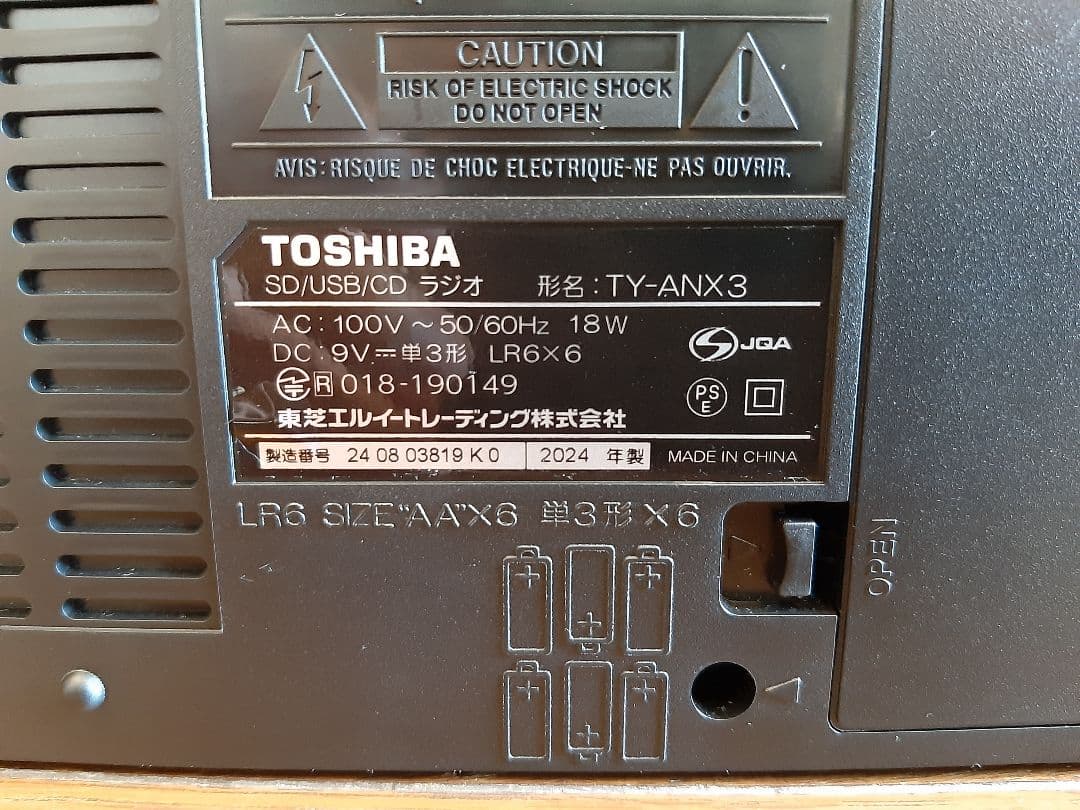 CAUTION
RISK OF ELECTRIC SHOCK
DO NOT OPEN
AVIS:RISQUE DE CHOC ELECTRIQUE-NE PAS OUVRIR.
TOSHIBA
SD/USB/CD ラジオ 形名:TY-ANX3
AC:100V～50/60Hz 18W
DC:9V⎓単3形 LR6×6
JQA
R 018-190149
PS
E
東芝エルイートレーディング株式会社
製造番号 24 08 03819 K 0 2024 年製 MADE IN CHINA
LR6 SIZE"AA"×6 単3形×6
OPEN
+ + +
+ + +